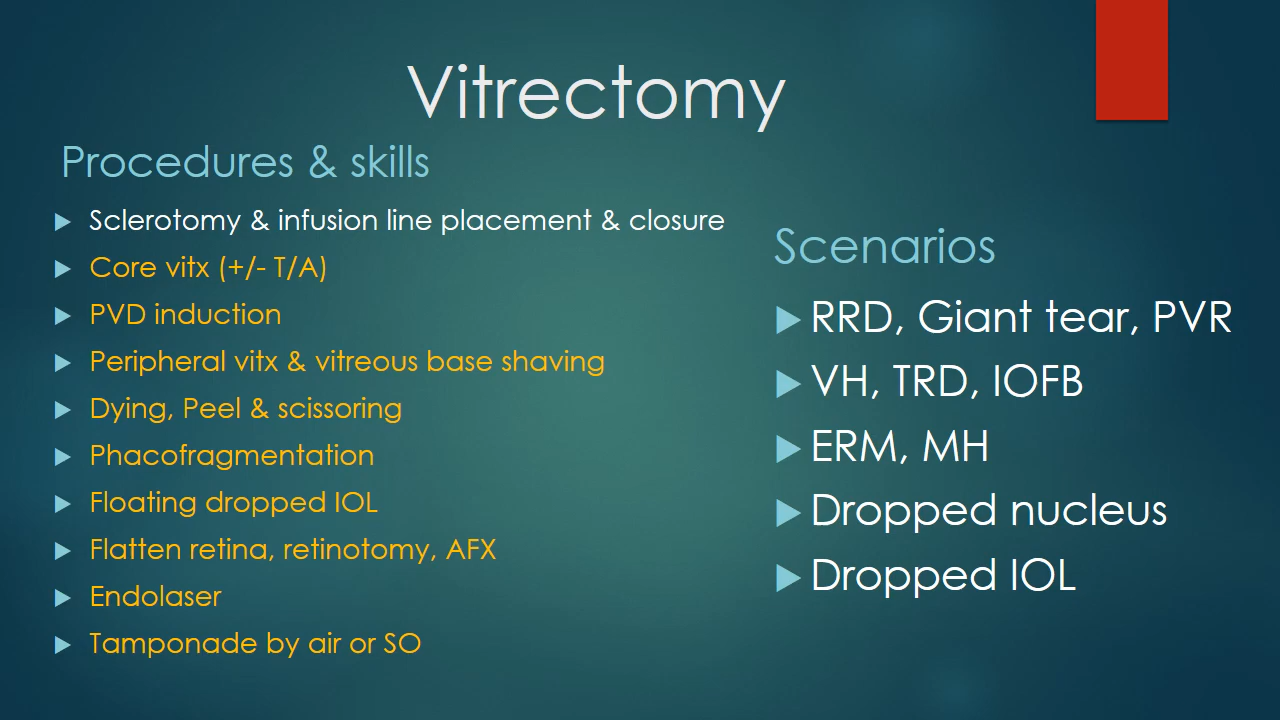 Vitrectomy
Procedures & skills
Sclerotomy & infusion line placement & closure
Core vitx (+/- T/A)
PVD induction
Peripheral vitx & vitreous base shaving
Dying, Peel & scissoring
Phacofragmentation
Floating dropped IOL
Flatten retina, retinotomy, AFX
Endolaser
Tamponade by air or SO
Scenarios
RRD, Giant tear, PVR
VH, TRD, IOFB
ERM, MH
Dropped nucleus
Dropped IOL